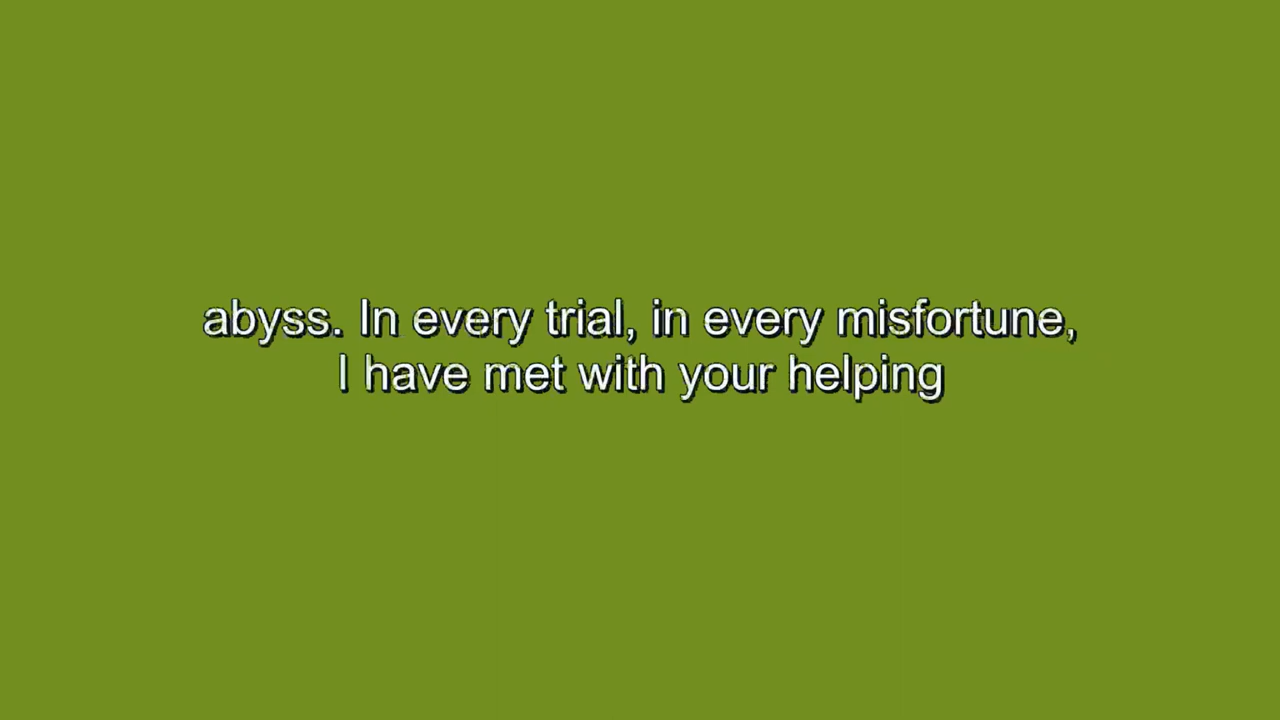 abyss. In every trial, in every misfortune,
I have met with your helping